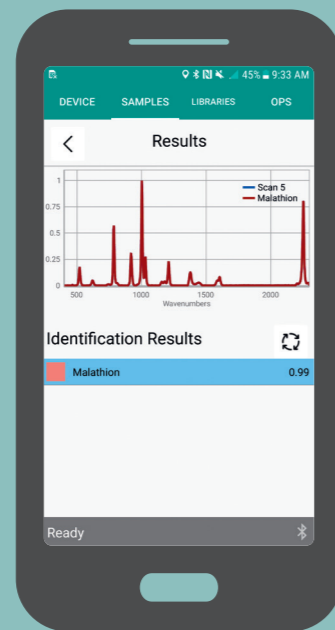 45% 9:33 AM
DEVICE SAMPLES LIBRARIES OPS
Results
Scan 5
Malathion
1
0.75
0.5
0.25
0
500 1000 1500 2000
Wavenumbers
Identification Results
Malathion 0.99
Ready